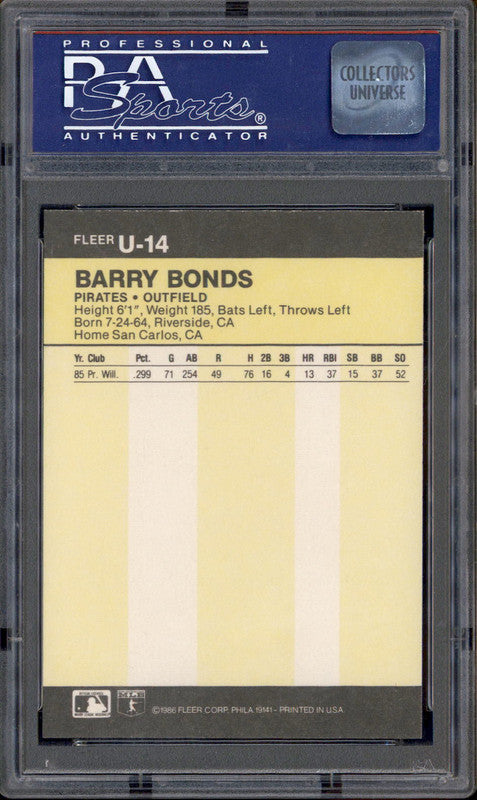 PROFESSIONAL
PSA
Sports®
AUTHENTICATOR
COLLECTORS
UNIVERSE
FLEER U-14
BARRY BONDS
PIRATES • OUTFIELD
Height 6'1", Weight 185, Bats Left, Throws Left
Born 7-24-64, Riverside, CA
Home San Carlos, CA
Yr. Club Pct. G AB R H 2B 3B HR RBI SB BB SO
85 Pr. Will. .299 71 254 49 76 16 4 13 37 15 37 52
©1986 FLEER CORP. PHILA 19141 - PRINTED IN U.S.A.